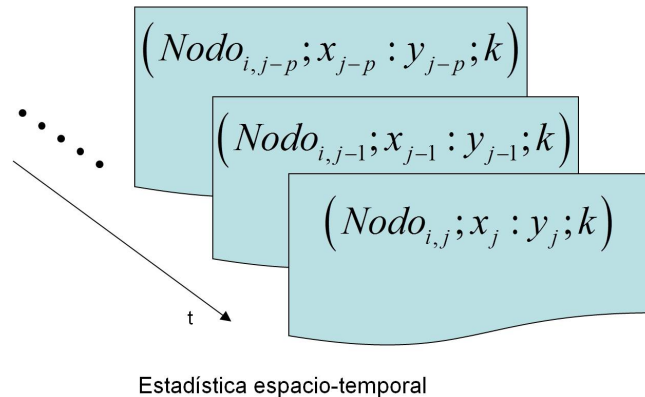 (Nodo_{i,j-p}; x_{j-p} : y_{j-p}; k)
(Nodo_{i,j-1}; x_{j-1} : y_{j-1}; k)
(Nodo_{i,j}; x_j : y_j; k)
t
Estadística espacio-temporal